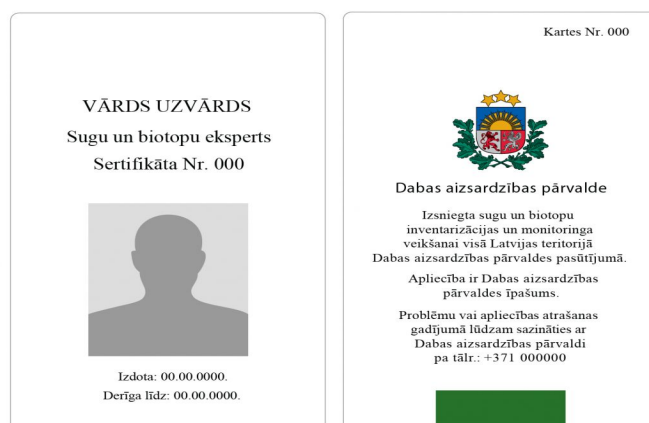 VĀRDS UZVĀRDS
Sugu un biotopu eksperts
Sertifikāta Nr. 000
Izdota: 00.00.0000.
Derīga līdz: 00.00.0000.
Kartes Nr. 000
Dabas aizsardzības pārvalde
Izsniegta sugu un biotopu
inventarizācijas un monitoringa
veikšanai visā Latvijas teritorijā
Dabas aizsardzības pārvaldes pasūtījumā.
Apliecība ir Dabas aizsardzības
pārvaldes īpašums.
Problēmu vai apliecības atrašanas
gadījumā lūdzam sazināties ar
Dabas aizsardzības pārvaldi
pa tālr.: +371 000000